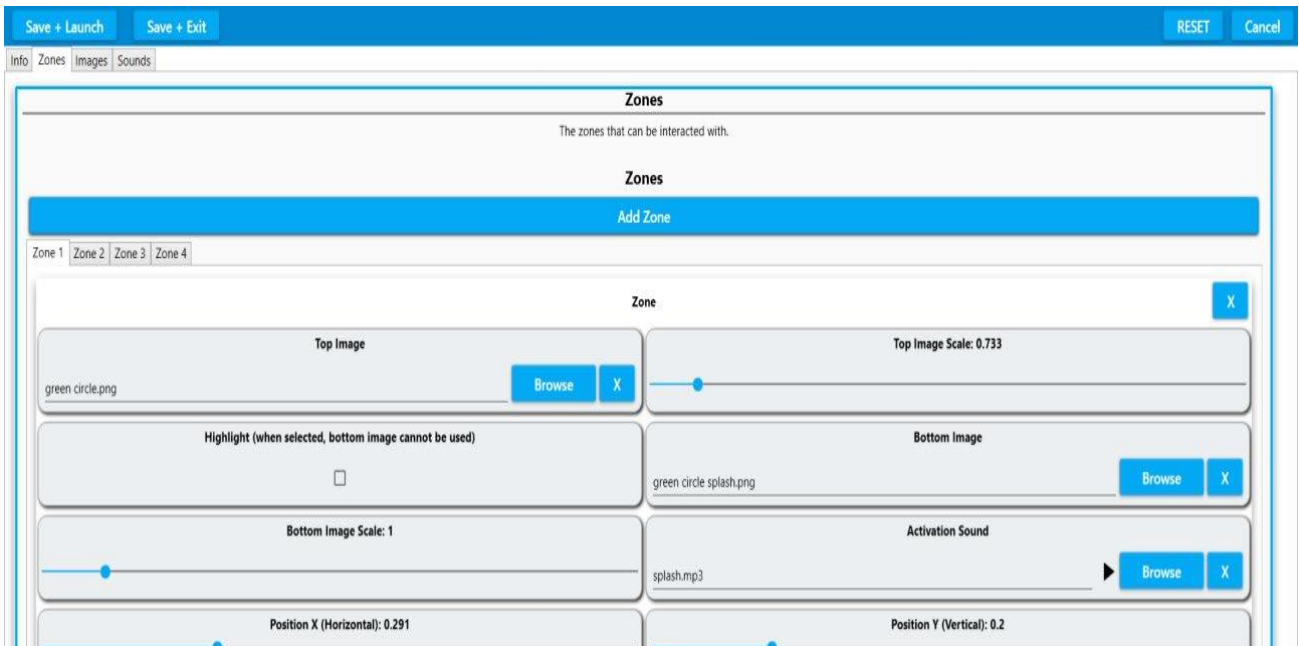 Save + Launch Save + Exit RESET Cancel
Info Zones Images Sounds
Zones
The zones that can be interacted with.
Zones
Add Zone
Zone 1 Zone 2 Zone 3 Zone 4
Zone X
Top Image Top Image Scale: 0.733
green circle.png Browse X
Highlight (when selected, bottom image cannot be used) Bottom Image
green circle splash.png Browse X
Bottom Image Scale: 1 Activation Sound
splash.mp3 Browse X
Position X (Horizontal): 0.291 Position Y (Vertical): 0.2